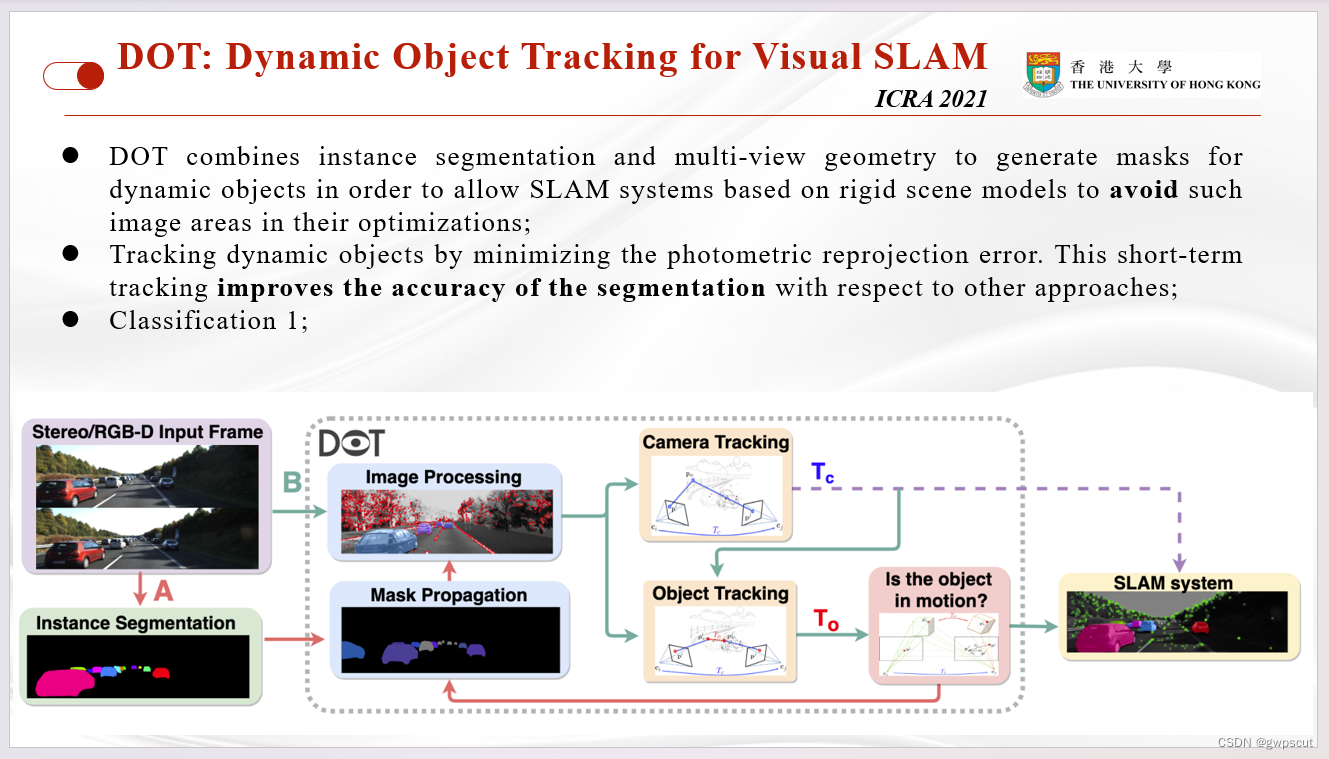 DOT: Dynamic Object Tracking for Visual SLAM
香港大學
THE UNIVERSITY OF HONG KONG
ICRA 2021
● DOT combines instance segmentation and multi-view geometry to generate masks for
dynamic objects in order to allow SLAM systems based on rigid scene models to avoid such
image areas in their optimizations;
● Tracking dynamic objects by minimizing the photometric reprojection error. This short-term
tracking improves the accuracy of the segmentation with respect to other approaches;
● Classification 1;
Stereo/RGB-D Input Frame
A
Instance Segmentation
B
DOT
Image Processing
Mask Propagation
Camera Tracking
Tc
Tc
Object Tracking
Tc
To
Is the object
in motion?
SLAM system
CSDN @gwpscut